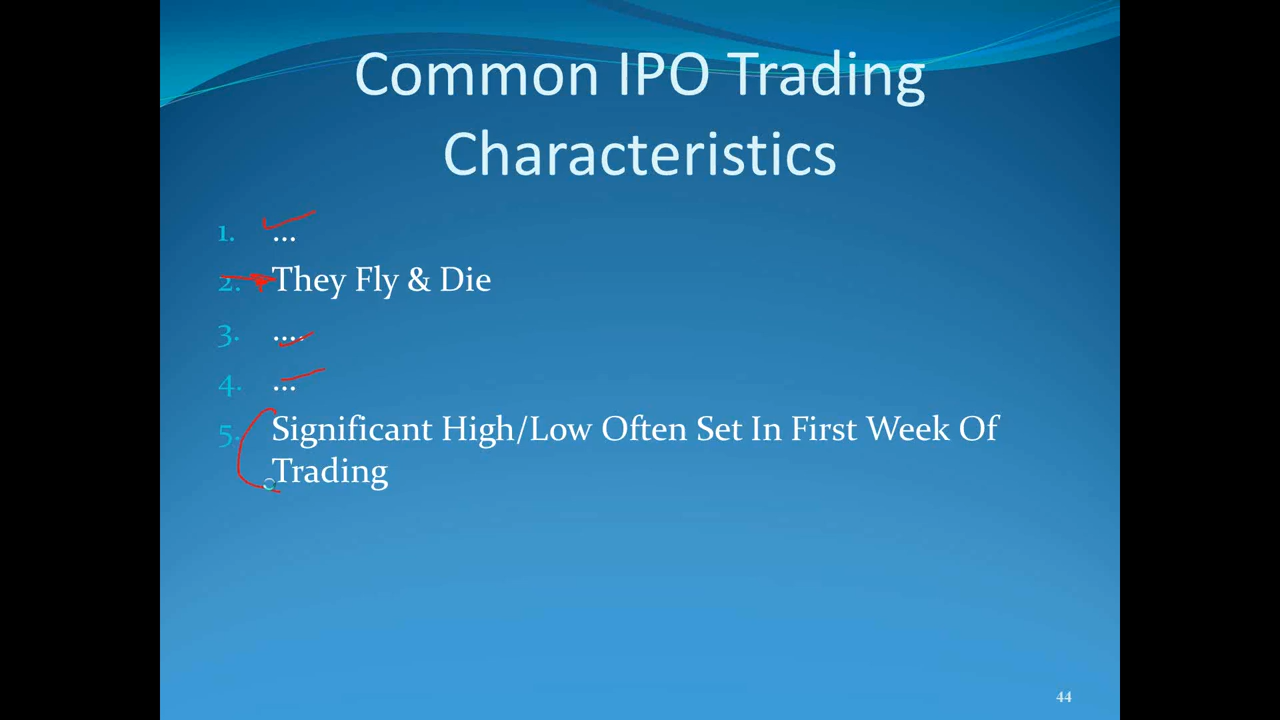 Common IPO Trading
Characteristics
1. ...
2. They Fly & Die
3. ....
4. ...
5. Significant High/Low Often Set In First Week Of
Trading
44